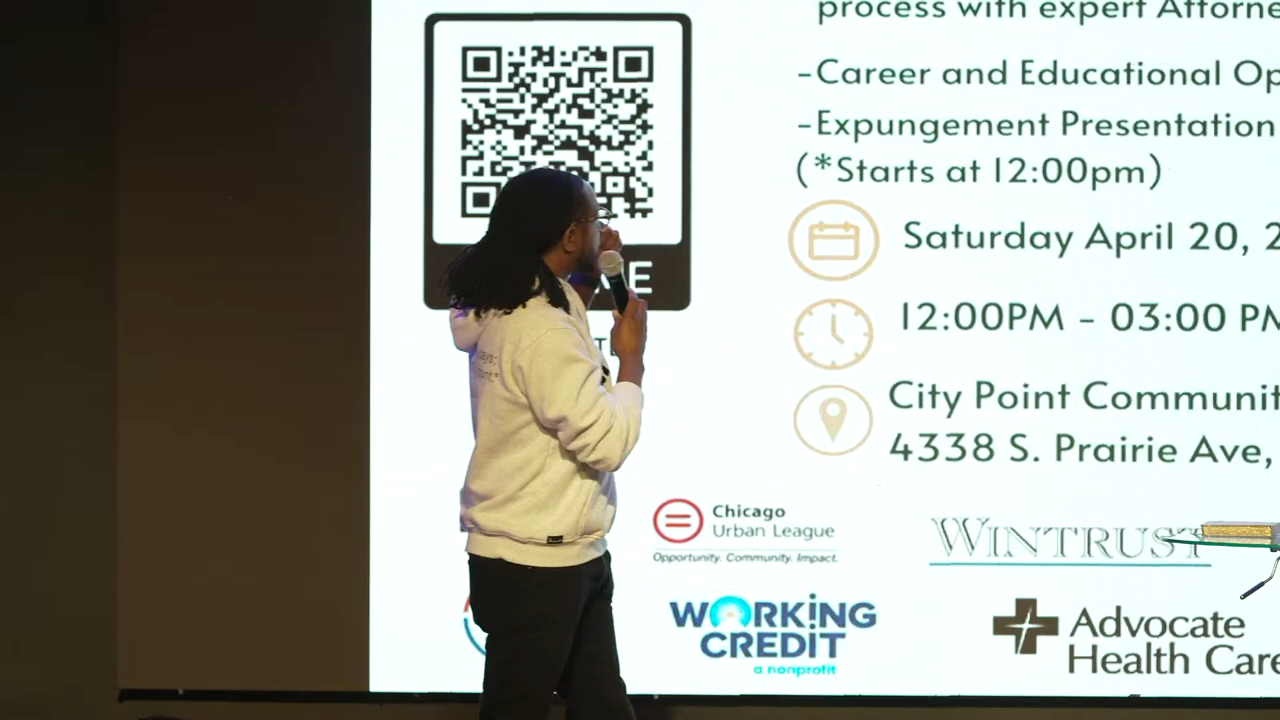 process with expert Attorne
-Career and Educational Op
-Expungement Presentation
(*Starts at 12:00pm)
Saturday April 20, 2
12:00PM - 03:00 PM
City Point Communit
4338 S. Prairie Ave,
Chicago
Urban League
Opportunity. Community. Impact.
WINTRUST
WORKING
CREDIT
a nonprofit
Advocate
Health Care